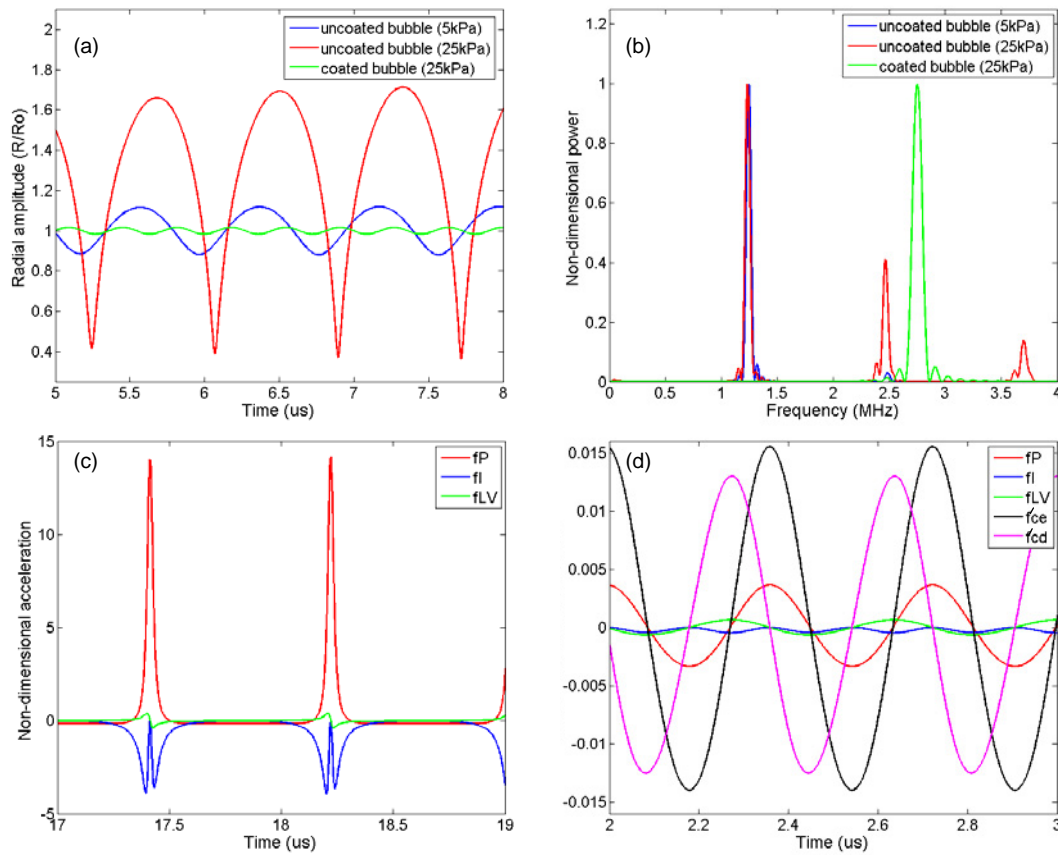 (a)
uncoated bubble (5kPa)
uncoated bubble (25kPa)
coated bubble (25kPa)
Radial amplitude (R/Ro)
2.1
2
1.8
1.6
1.4
1.2
1
0.8
0.6
0.4
5
5.5
6
6.5
7
7.5
8
Time (us)
(b)
uncoated bubble (5kPa)
uncoated bubble (25kPa)
coated bubble (25kPa)
Non-dimensional power
1.2
1
0.8
0.6
0.4
0.2
0
0
0.5
1
1.5
2
2.5
3
3.5
4
Frequency (MHz)
(c)
fP
fI
fLV
Non-dimensional acceleration
15
10
5
0
-5
17
17.5
18
18.5
19
Time (us)
(d)
fP
fI
fLV
f'ce
f'cd
0.015
0.01
0.005
0
-0.005
-0.01
-0.015
2
2.2
2.4
2.6
2.8
3
Time (us)